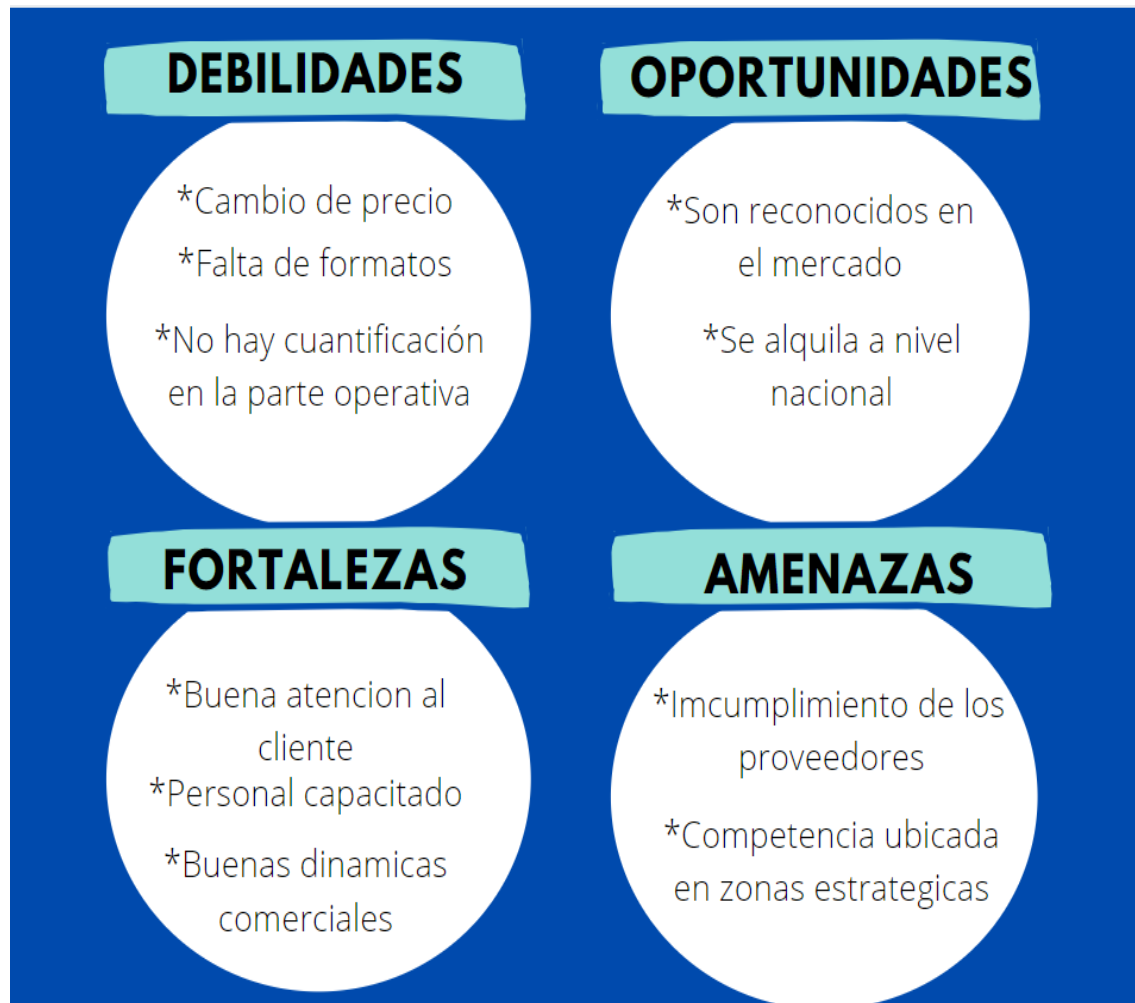 DEBILIDADES
*Cambio de precio
*Falta de formatos
*No hay cuantificación
en la parte operativa
OPORTUNIDADES
*Son reconocidos en
el mercado
*Se alquila a nivel
nacional
FORTALEZAS
*Buena atencion al
cliente
*Personal capacitado
*Buenas dinamicas
comerciales
AMENAZAS
*Imcumplimiento de los
proveedores
*Competencia ubicada
en zonas estrategicas